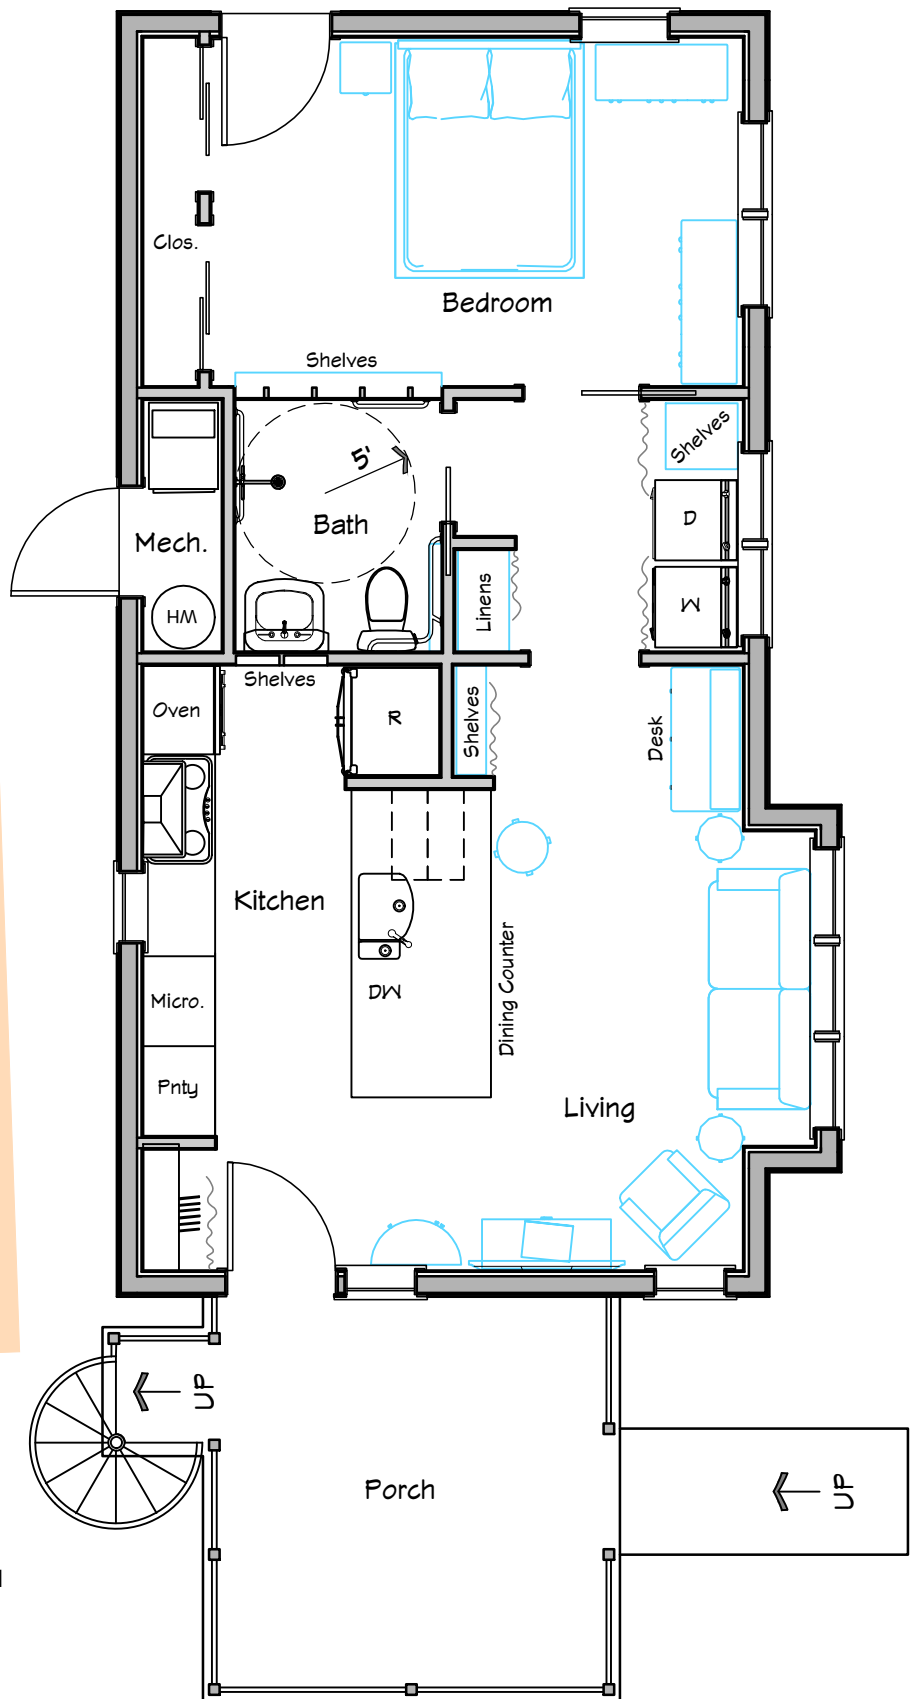 Clos.
Bedroom
Shelves
Shelves
5'
Bath
D
Mech.
W
Linens
HW
Shelves
Oven
R
Shelves
Desk
Kitchen
DW
Dining Counter
Micro.
Pnty
Living
UP
Porch
UP